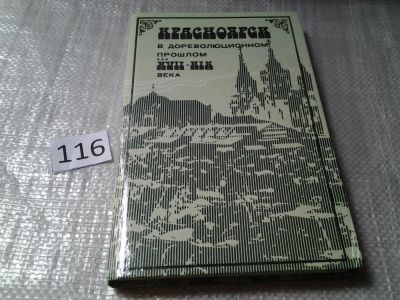 КРАСНОЯРСК
В ДОРЕВОЛЮЦИОННОМ
ПРОШЛОМ
XVII-XIX
ВЕКА
116